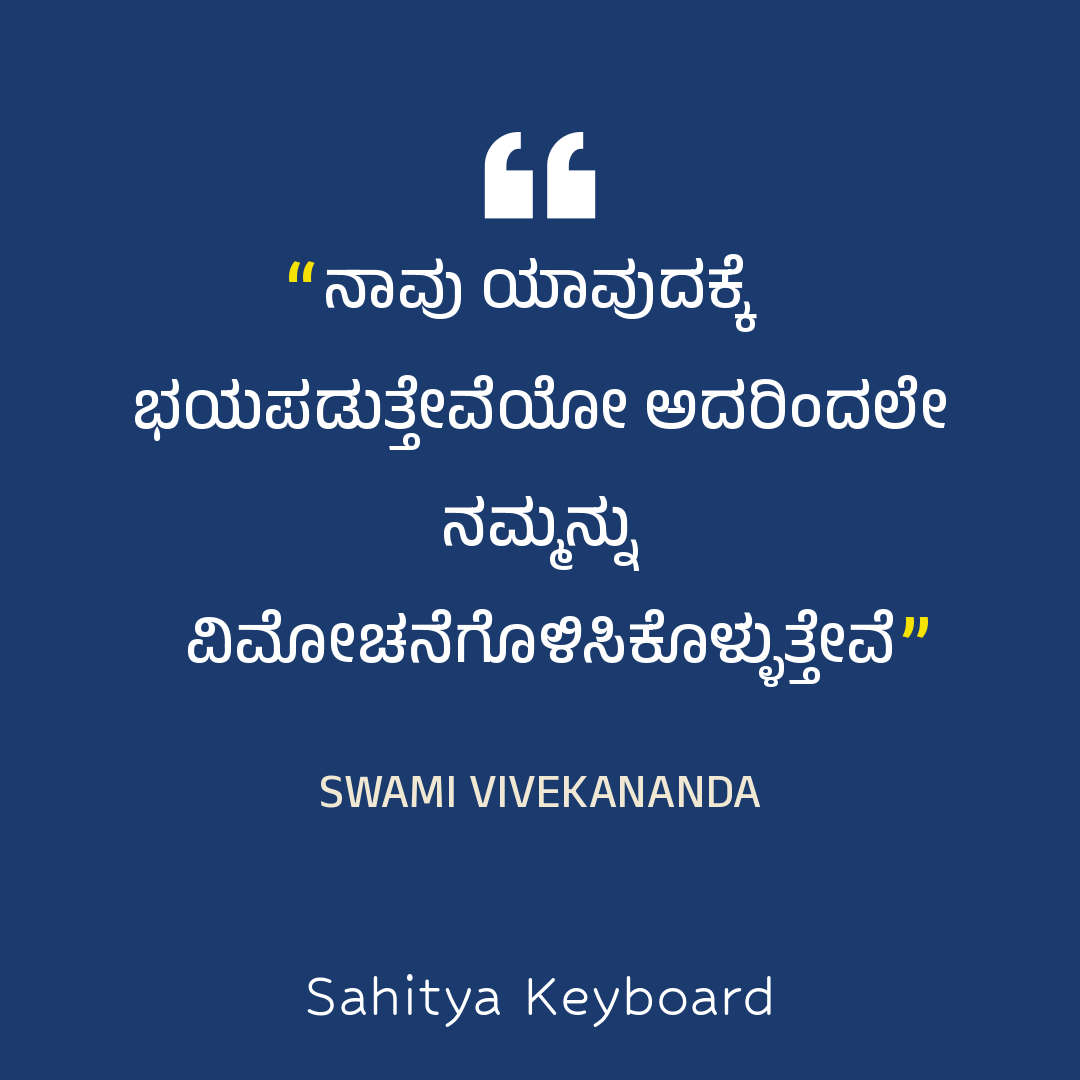 “ನಾವು ಯಾವುದಕ್ಕೆ
ಭಯಪಡುತ್ತೇವೆಯೋ ಅದರಿಂದಲೇ
ನಮ್ಮನ್ನು
ವಿಮೋಚನೆಗೊಳಿಸಿಕೊಳ್ಳುತ್ತೇವೆ”
SWAMI VIVEKANANDA
Sahitya Keyboard